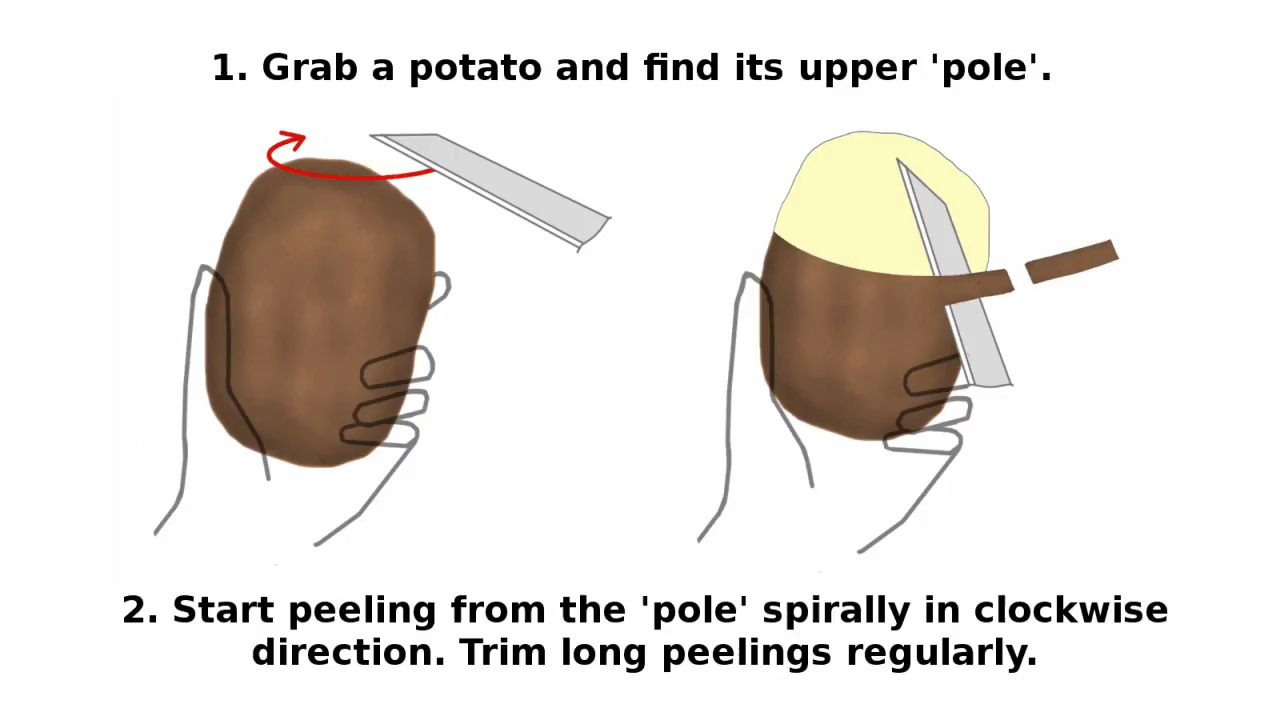 1. Grab a potato and find its upper 'pole'.
2. Start peeling from the 'pole' spirally in clockwise
direction. Trim long peelings regularly.